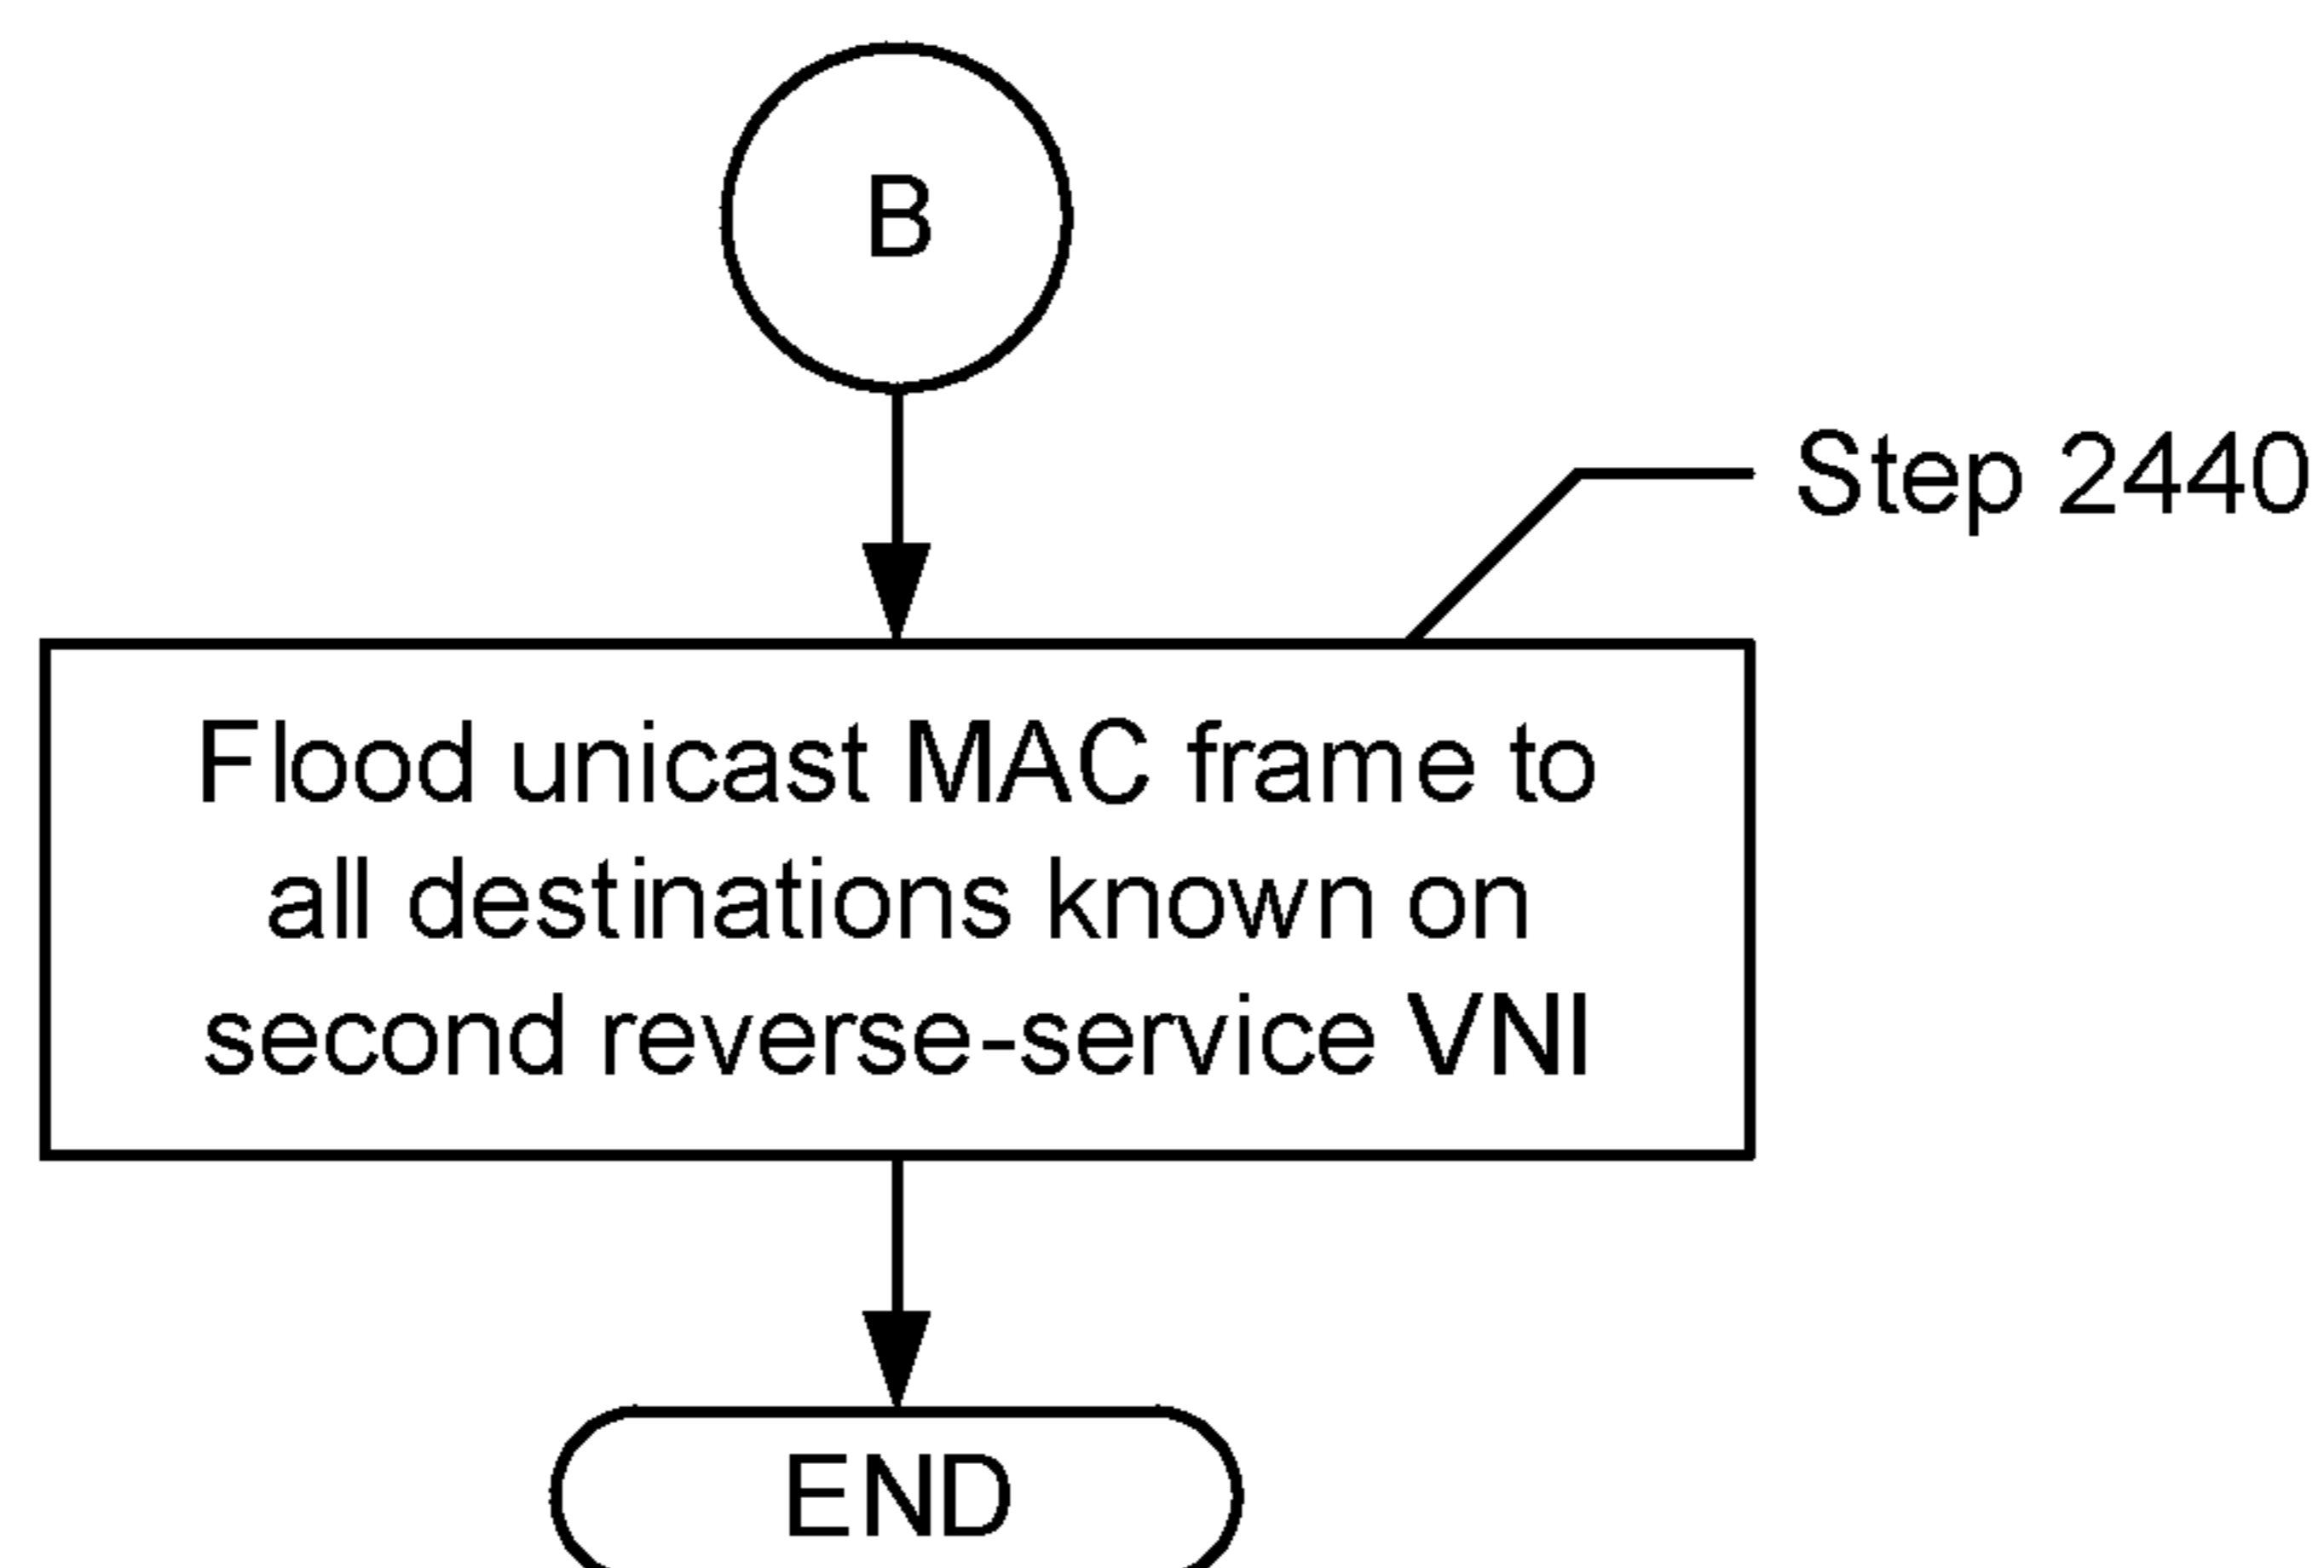 B
Step 2440
Flood unicast MAC frame to
all destinations known on
second reverse-service VNI
END